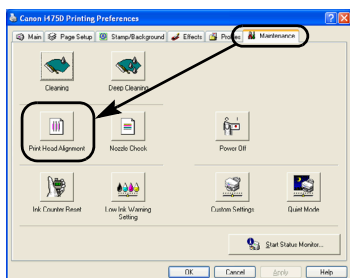 Canon i475D Printing Preferences
Main Page Setup Stamp/Background Effects Profiles Maintenance
Cleaning Deep Cleaning
Print Head Alignment Nozzle Check Power Off
Ink Counter Reset Low Ink Warning Setting Custom Settings Quiet Mode
Start Status Monitor...
OK Cancel Apply Help